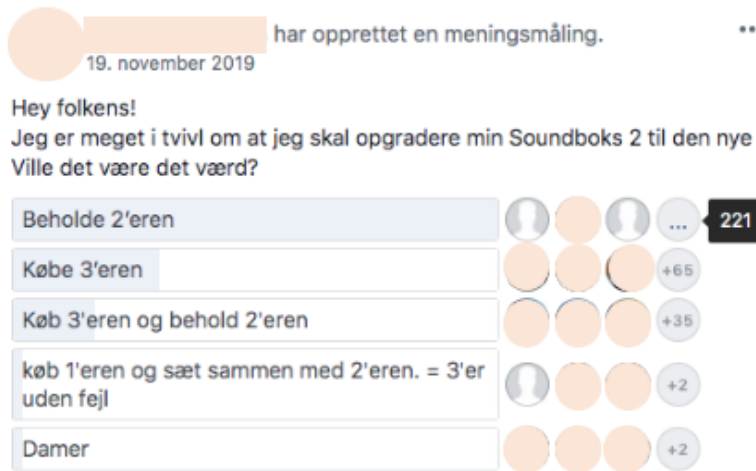 har opprettet en meningsmåling.
19. november 2019
Hey folkens!
Jeg er meget i tvivl om at jeg skal opgradere min Soundboks 2 til den nye
Ville det være det værd?
Beholde 2'eren
... 221
Købe 3'eren
+65
Køb 3'eren og behold 2'eren
+35
køb 1'eren og sæt sammen med 2'eren. = 3'er
uden fejl
+2
Damer
+2